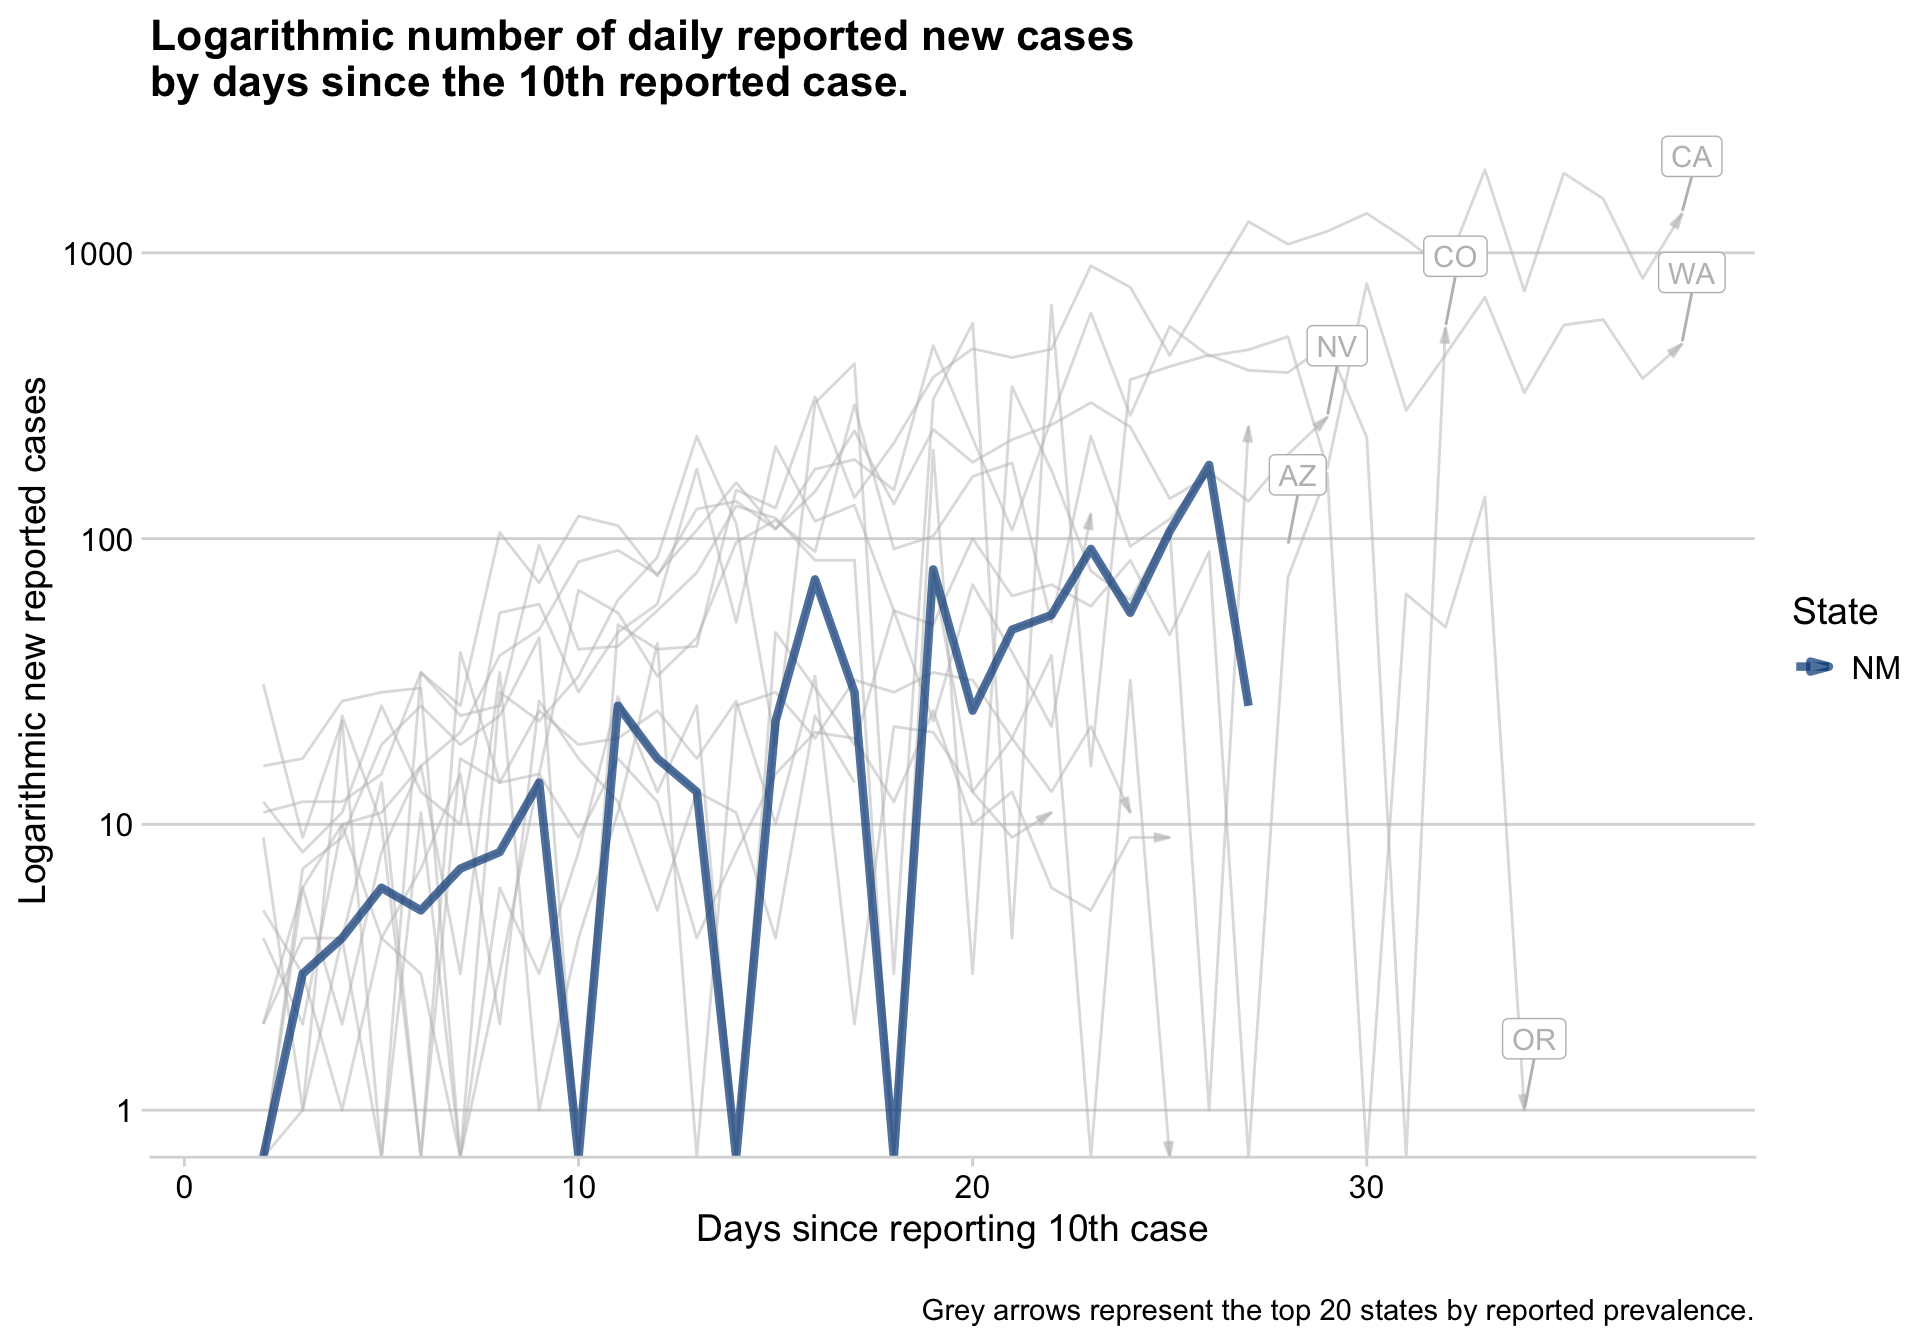 Logarithmic number of daily reported new cases
by days since the 10th reported case.
CA
1000
CO
WA
NV
AZ
100
10
1
OR
Logarithmic new reported cases
State
NM
0 10 20 30
Days since reporting 10th case
Grey arrows represent the top 20 states by reported prevalence.